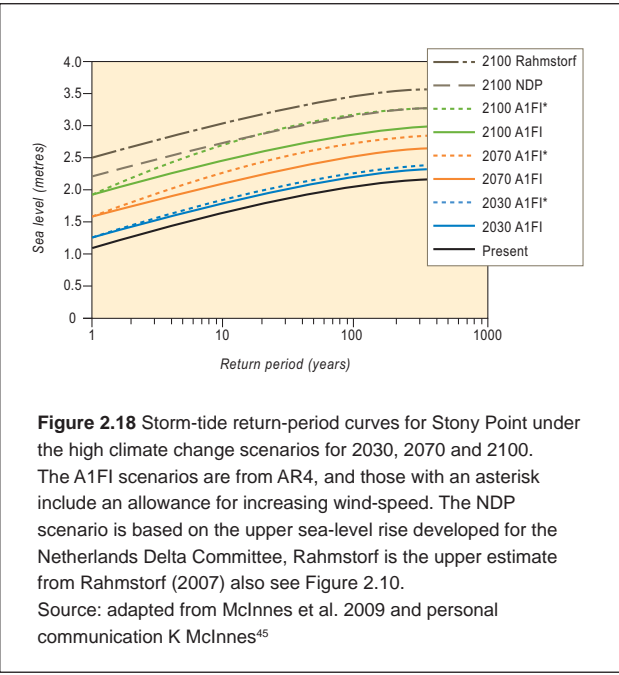 4.0
3.5
3.0
2.5
2.0
1.5
1.0
0.5
0
Sea level (metres)
1
10
100
1000
Return period (years)
2100 Rahmstorf
2100 NDP
2100 A1FI*
2100 A1FI
2070 A1FI*
2070 A1FI
2030 A1FI*
2030 A1FI
Present
Figure 2.18 Storm-tide return-period curves for Stony Point under
the high climate change scenarios for 2030, 2070 and 2100.
The A1FI scenarios are from AR4, and those with an asterisk
include an allowance for increasing wind-speed. The NDP
scenario is based on the upper sea-level rise developed for the
Netherlands Delta Committee, Rahmstorf is the upper estimate
from Rahmstorf (2007) also see Figure 2.10.
Source: adapted from McInnes et al. 2009 and personal
communication K McInnes⁴⁵